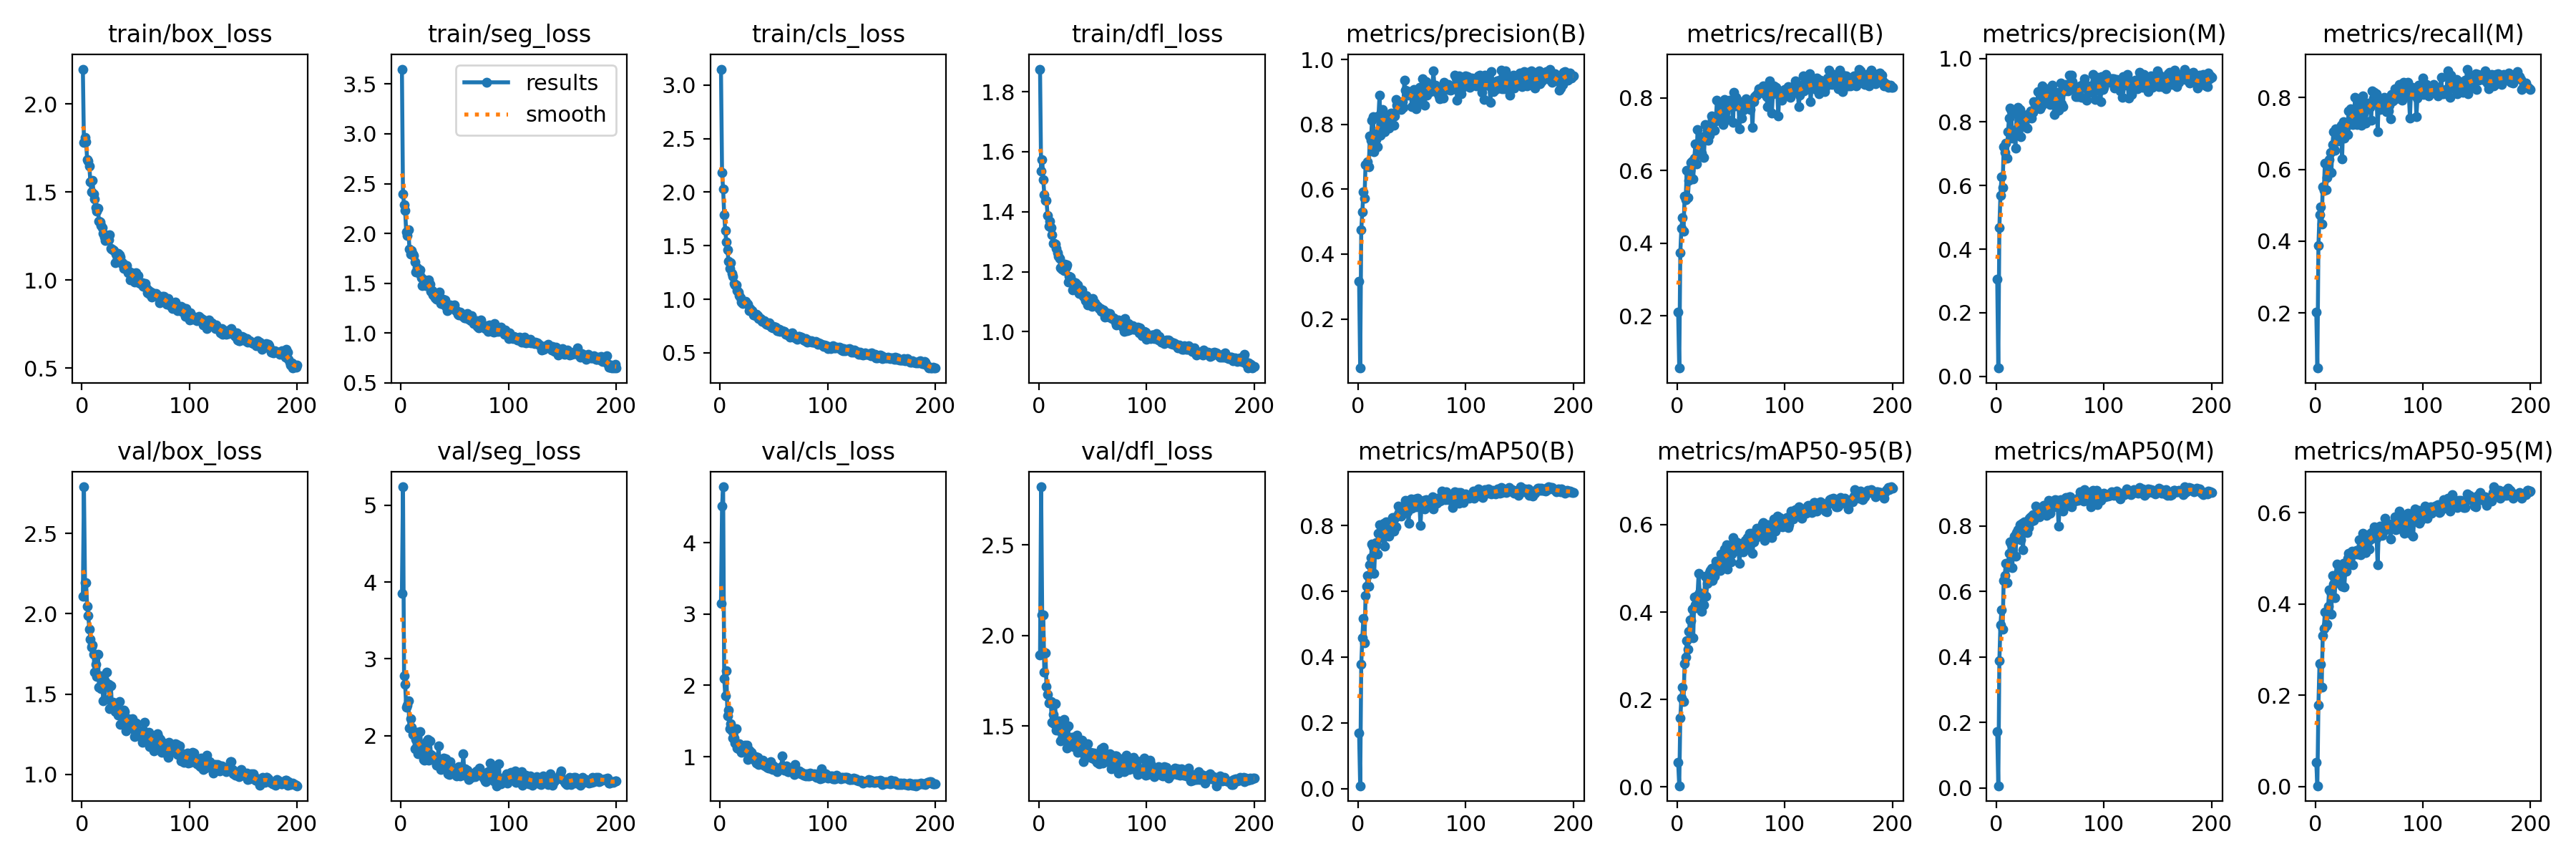 train/box_loss
train/seg_loss
train/cls_loss
train/dfl_loss
metrics/precision(B)
metrics/recall(B)
metrics/precision(M)
metrics/recall(M)
results
smooth
2.0
1.5
1.0
0.5
0 100 200
3.5
3.0
2.5
2.0
1.5
1.0
0.5
0 100 200
3.0
2.5
2.0
1.5
1.0
0.5
0 100 200
1.8
1.6
1.4
1.2
1.0
0 100 200
1.0
0.8
0.6
0.4
0.2
0 100 200
0.8
0.6
0.4
0.2
0 100 200
1.0
0.8
0.6
0.4
0.2
0.0
0 100 200
0.8
0.6
0.4
0.2
0 100 200
val/box_loss
val/seg_loss
val/cls_loss
val/dfl_loss
metrics/mAP50(B)
metrics/mAP50-95(B)
metrics/mAP50(M)
metrics/mAP50-95(M)
2.5
2.0
1.5
1.0
0 100 200
5
4
3
2
0 100 200
4
3
2
1
0 100 200
2.5
2.0
1.5
0 100 200
0.8
0.6
0.4
0.2
0.0
0 100 200
0.6
0.4
0.2
0.0
0 100 200
0.8
0.6
0.4
0.2
0.0
0 100 200
0.6
0.4
0.2
0.0
0 100 200